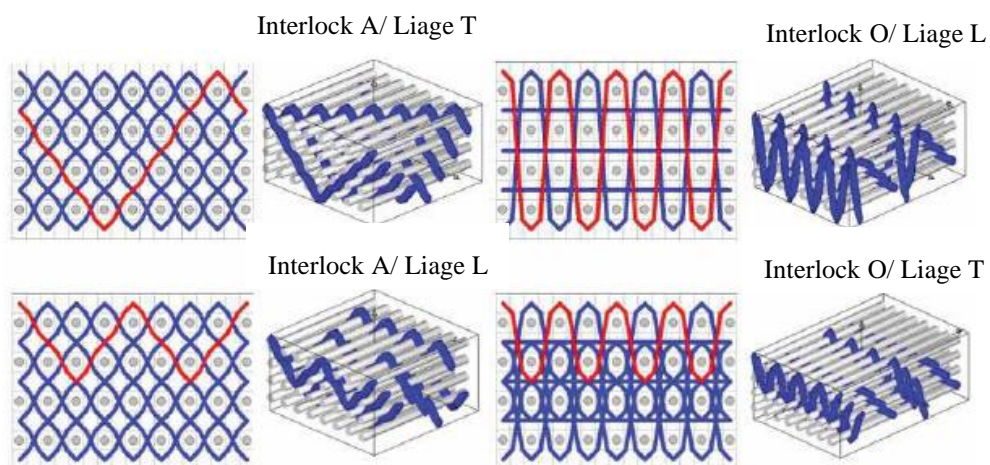 Interlock A/ Liage T
Interlock O/ Liage L
Interlock A/ Liage L
Interlock O/ Liage T